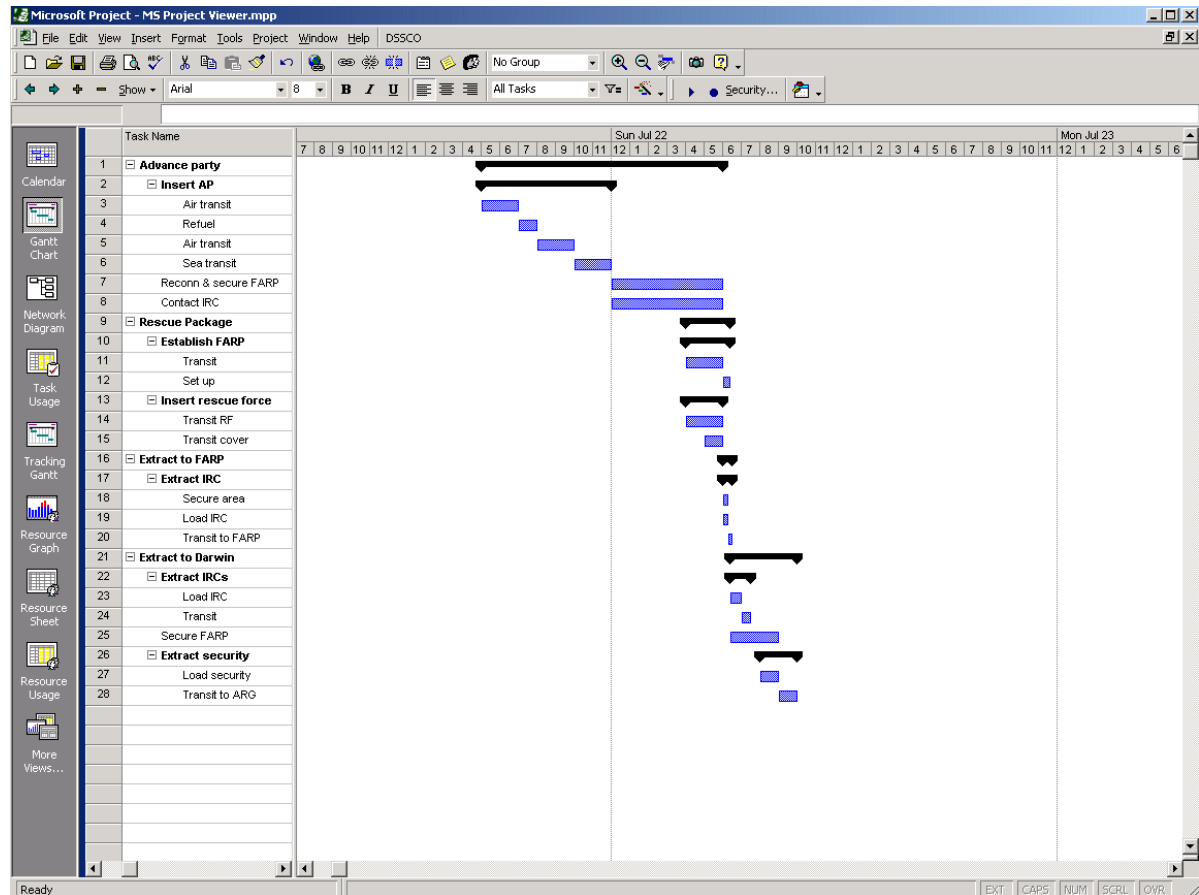 Microsoft Project - MS Project Viewer.mpp
File Edit View Insert Format Tools Project Window Help DSSCO
No Group
Show Arial 8 B I U All Tasks Security...
Task Name Sun Jul 22 Mon Jul 23
7 8 9 10 11 12 1 2 3 4 5 6 7 8 9 10 11 12 1 2 3 4 5 6 7 8 9 10 11 12 1 2 3 4 5 6 7 8 9 10 11 12 1 2 3 4 5 6
Calendar
Gantt Chart
Network Diagram
Task Usage
Tracking Gantt
Resource Graph
Resource Sheet
Resource Usage
More Views...
1 Advance party
2 Insert AP
3 Air transit
4 Refuel
5 Air transit
6 Sea transit
7 Reconn & secure FARP
8 Contact IRC
9 Rescue Package
10 Establish FARP
11 Transit
12 Set up
13 Insert rescue force
14 Transit RF
15 Transit cover
16 Extract to FARP
17 Extract IRC
18 Secure area
19 Load IRC
20 Transit to FARP
21 Extract to Darwin
22 Extract IRCs
23 Load IRC
24 Transit
25 Secure FARP
26 Extract security
27 Load security
28 Transit to ARG
Ready EXT CAPS NUM SCRL OVR